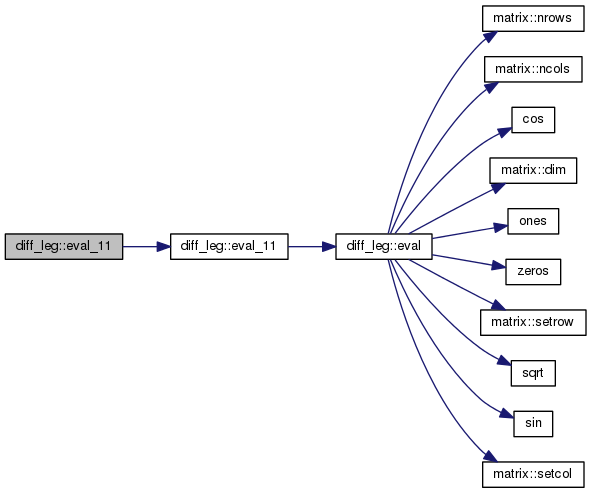 matrix::nrows
matrix::ncols
cos
matrix::dim
ones
diff_leg::eval_11
diff_leg::eval_11
diff_leg::eval
zeros
matrix::setrow
sqrt
sin
matrix::setcol